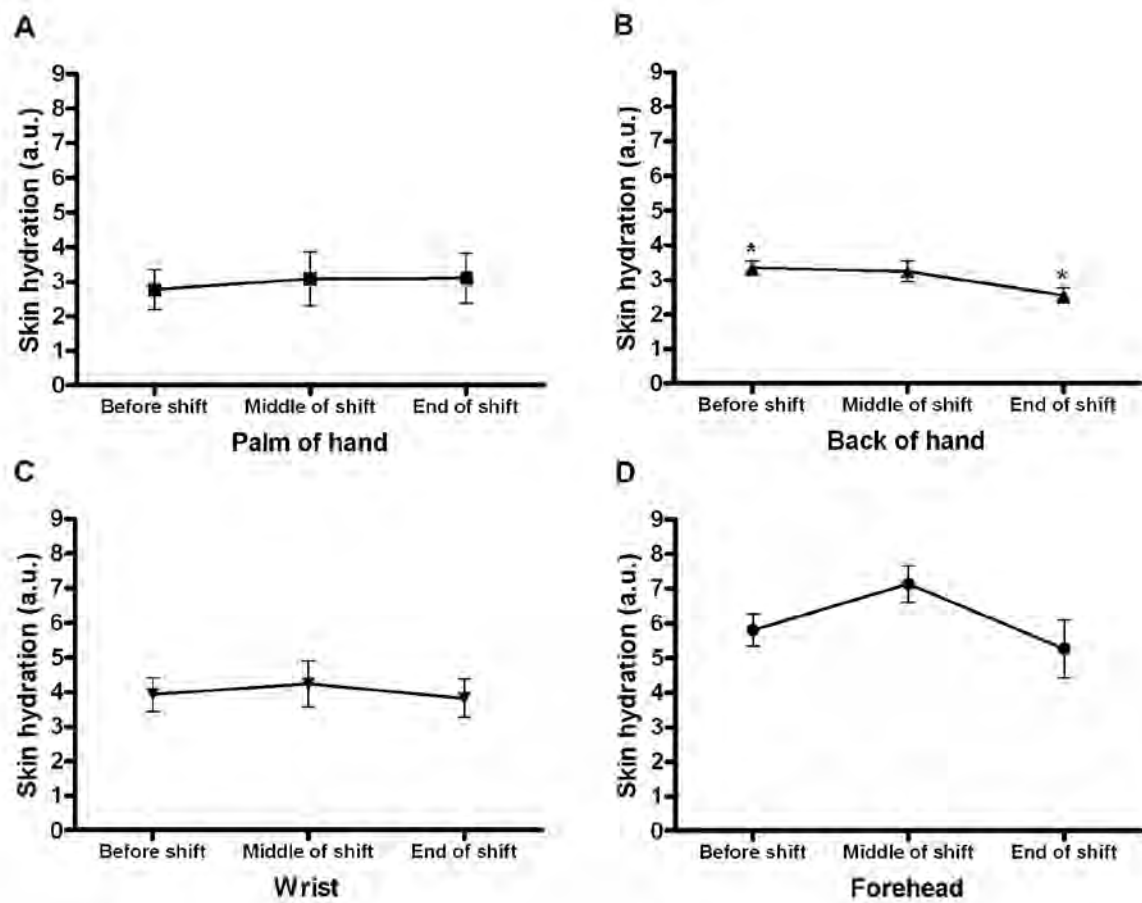 A
Skin hydration (a.u.)
9
8
7
6
5
4
3
2
1
0
Before shift Middle of shift End of shift
Palm of hand
B
Skin hydration (a.u.)
9
8
7
6
5
4
3
2
1
0
*
*
Before shift Middle of shift End of shift
Back of hand
C
Skin hydration (a.u.)
9
8
7
6
5
4
3
2
1
0
Before shift Middle of shift End of shift
Wrist
D
Skin hydration (a.u.)
9
8
7
6
5
4
3
2
1
0
Before shift Middle of shift End of shift
Forehead